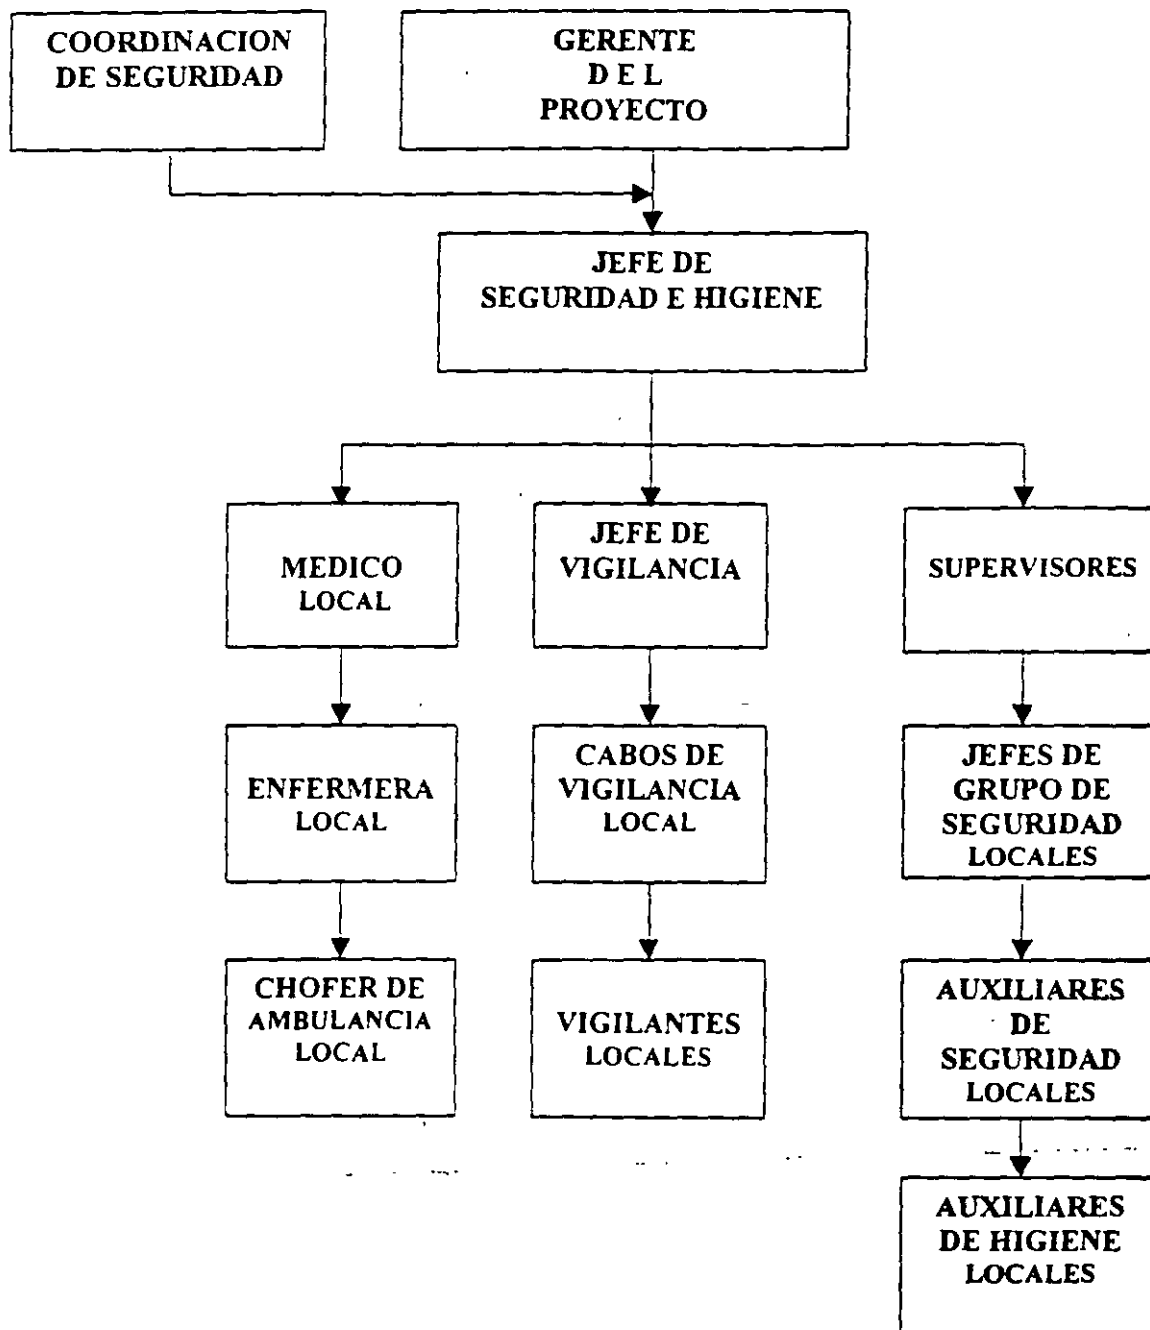 COORDINACION
DE SEGURIDAD
GERENTE
D E L
PROYECTO
JEFE DE
SEGURIDAD E HIGIENE
MEDICO
LOCAL
JEFE DE
VIGILANCIA
SUPERVISORES
ENFERMERA
LOCAL
CABOS DE
VIGILANCIA
LOCAL
JEFES DE
GRUPO DE
SEGURIDAD
LOCALES
CHOFER DE
AMBULANCIA
LOCAL
VIGILANTES
LOCALES
AUXILIARES
DE
SEGURIDAD
LOCALES
AUXILIARES
DE HIGIENE
LOCALES